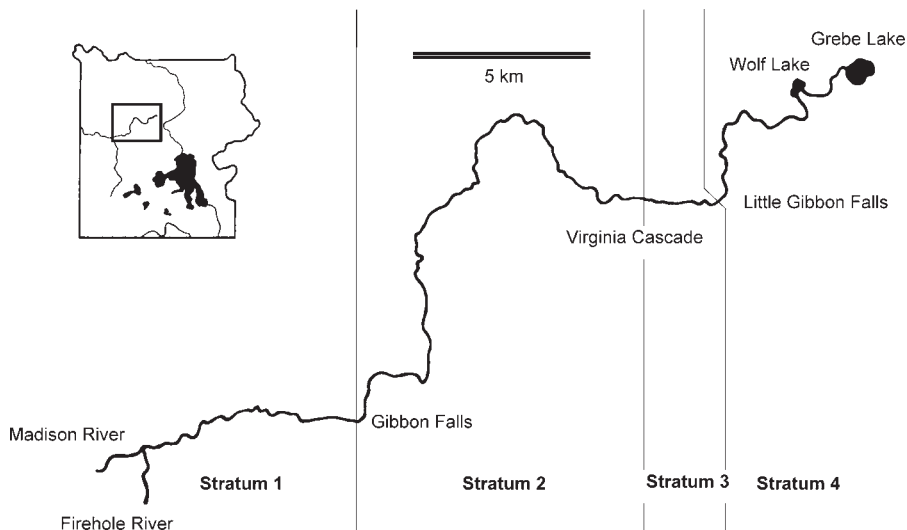 Grebe Lake
Wolf Lake
5 km
Little Gibbon Falls
Virginia Cascade
Gibbon Falls
Madison River
Stratum 1
Stratum 2
Stratum 3
Stratum 4
Firehole River